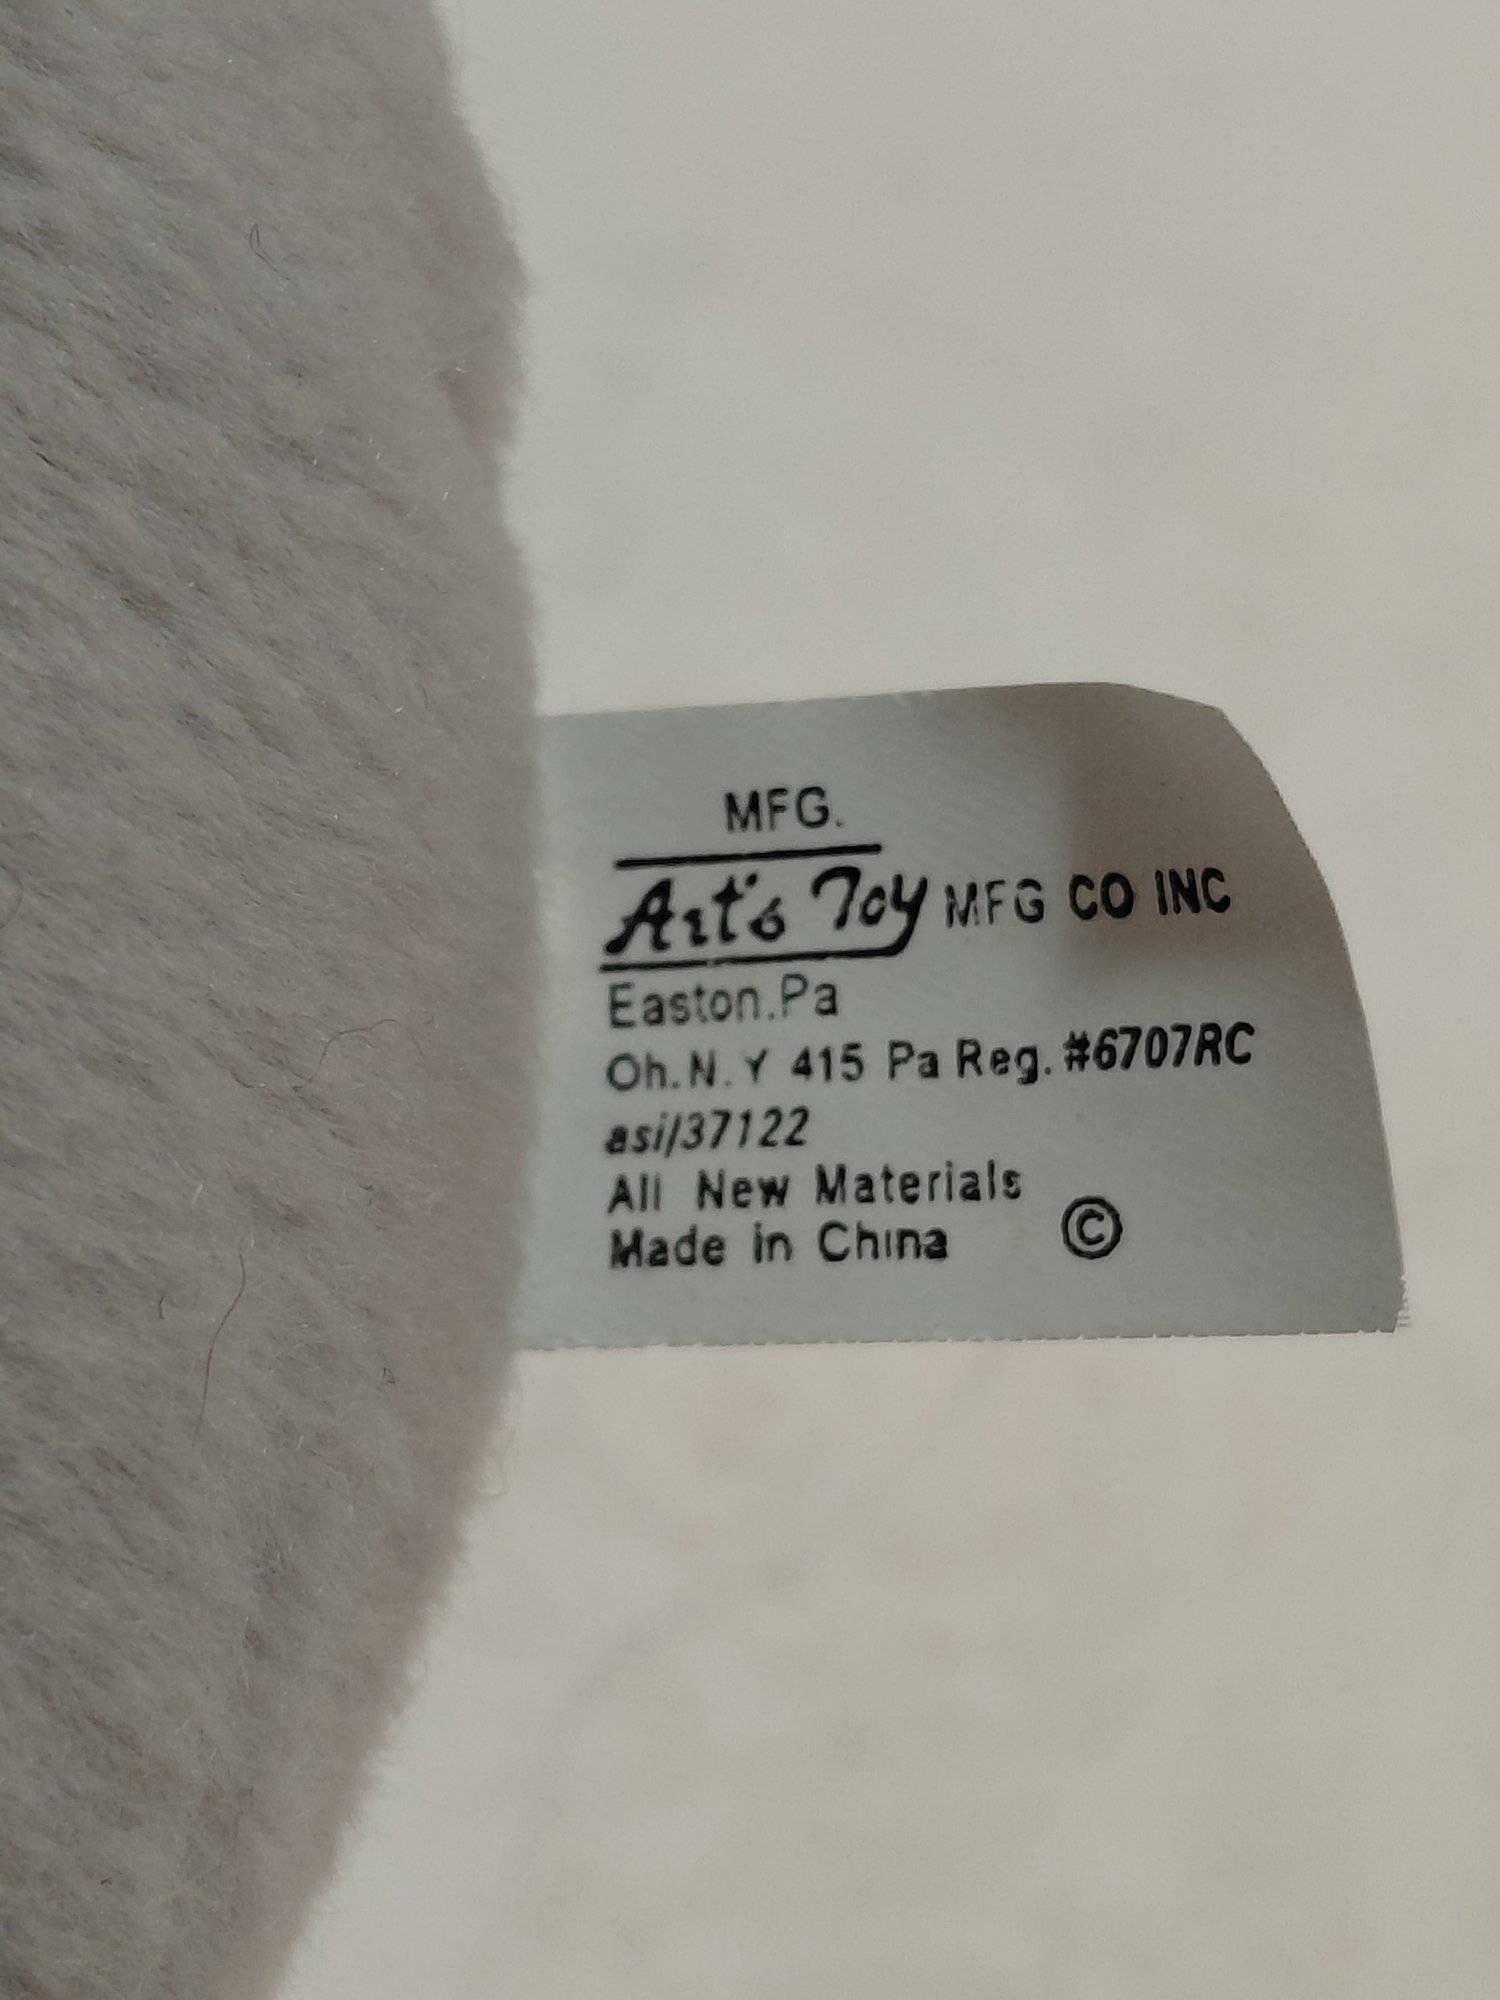 MFG.
Art's Toy MFG CO INC
Easton.Pa
Oh.N.Y 415 Pa Reg. #6707RC
asi/37122
All New Materials
Made in China ©